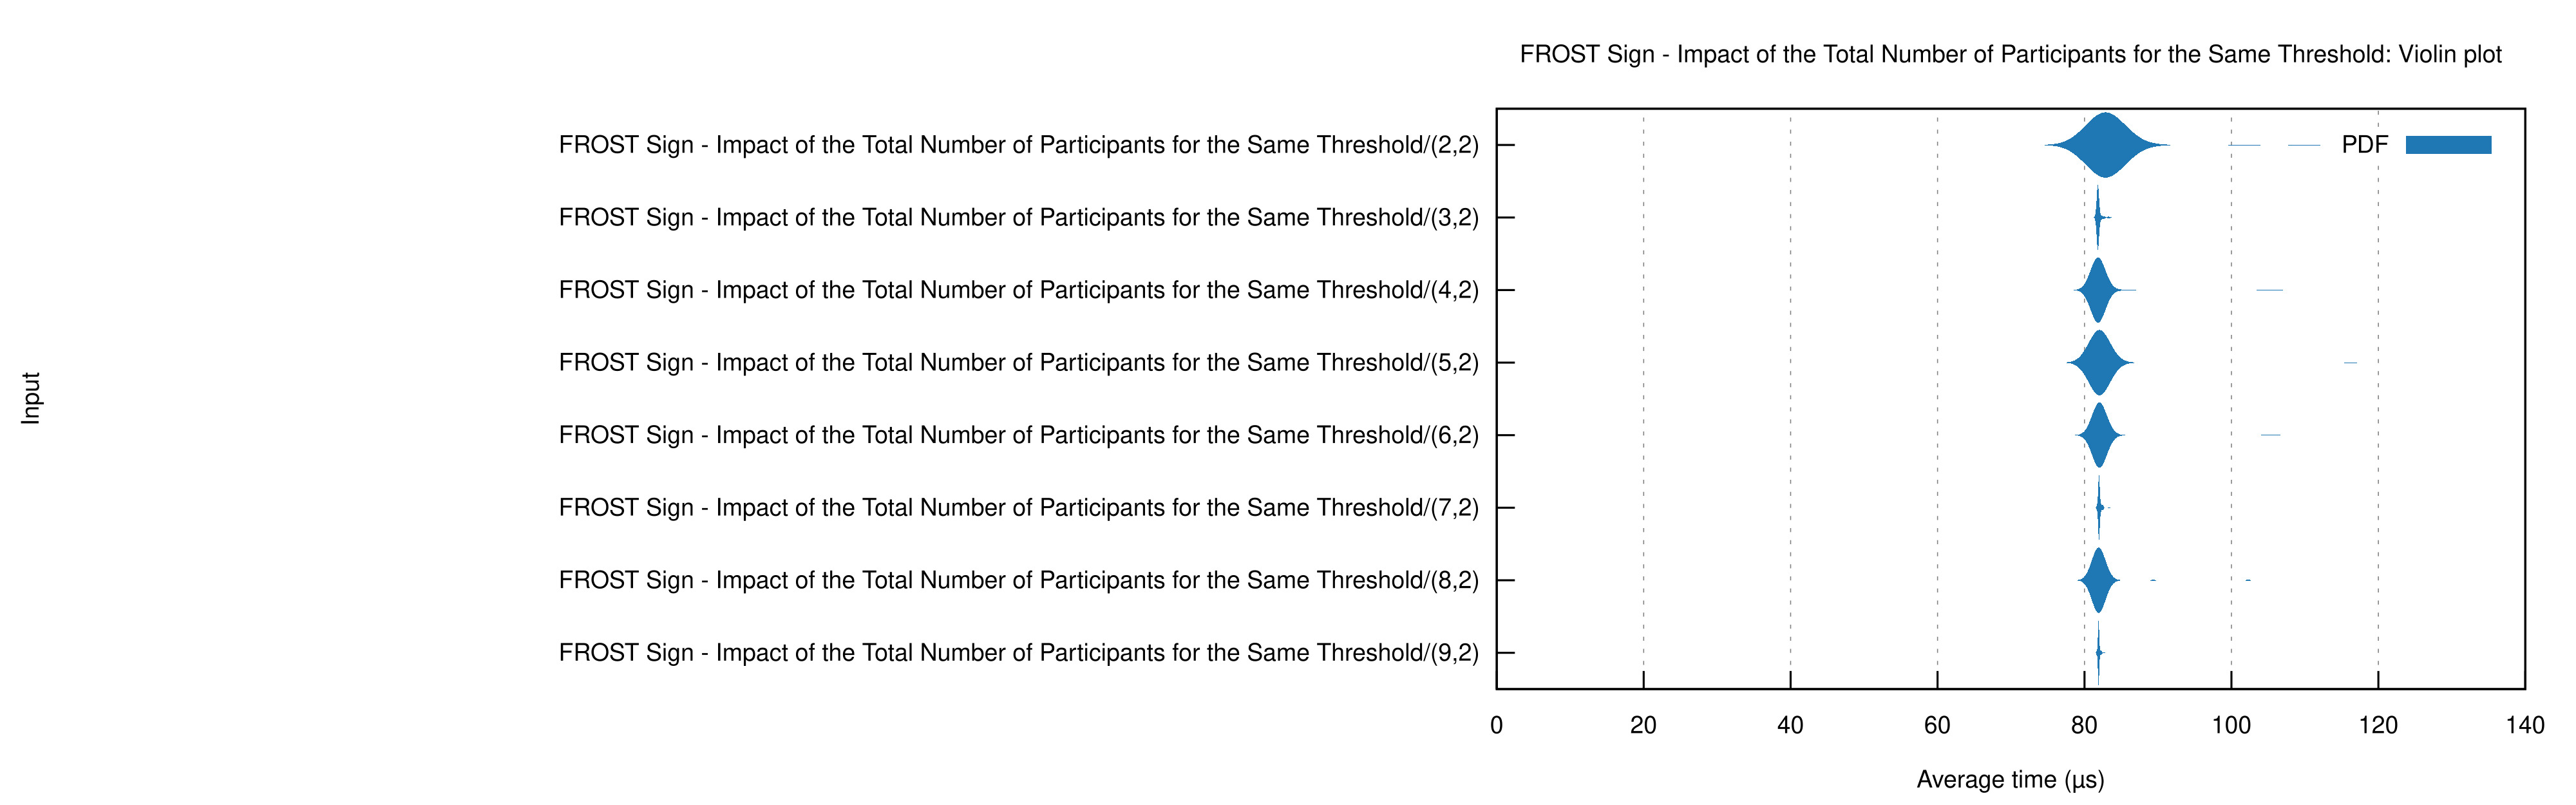 FROST Sign - Impact of the Total Number of Participants for the Same Threshold: Violin plot
FROST Sign - Impact of the Total Number of Participants for the Same Threshold/(2,2)
PDF
FROST Sign - Impact of the Total Number of Participants for the Same Threshold/(3,2)
FROST Sign - Impact of the Total Number of Participants for the Same Threshold/(4,2)
FROST Sign - Impact of the Total Number of Participants for the Same Threshold/(5,2)
Input
FROST Sign - Impact of the Total Number of Participants for the Same Threshold/(6,2)
FROST Sign - Impact of the Total Number of Participants for the Same Threshold/(7,2)
FROST Sign - Impact of the Total Number of Participants for the Same Threshold/(8,2)
FROST Sign - Impact of the Total Number of Participants for the Same Threshold/(9,2)
0 20 40 60 80 100 120 140
Average time (µs)